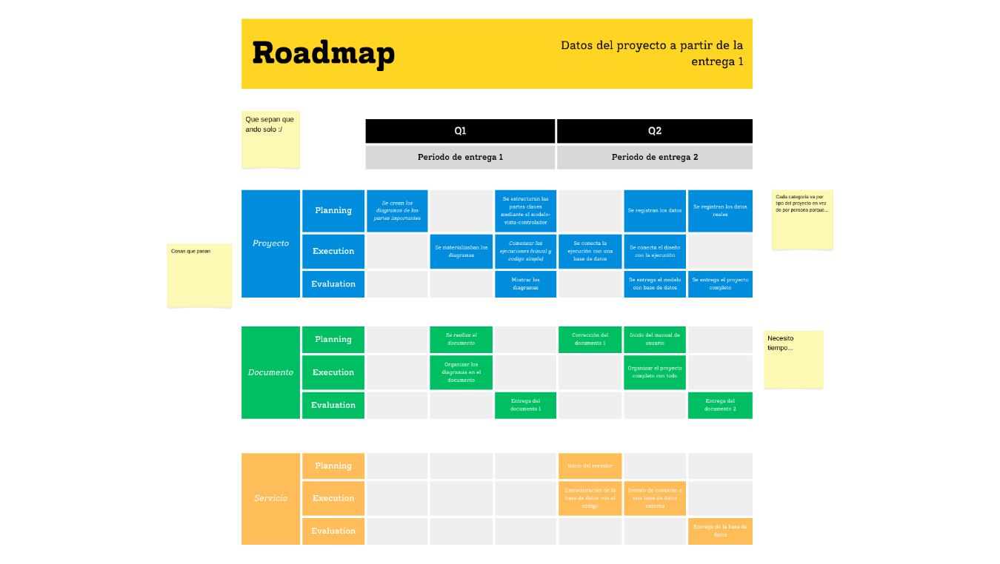 Roadmap
Datos del proyecto a partir de la
entrega 1
Que sepan que
ando solo :/
Q1
Q2
Periodo de entrega 1
Periodo de entrega 2
Proyecto
Planning
Se crean los
diagramas de las
partes importantes
Se estructuran las
partes claves
mediante el modelo-
vista-controlador
Se registran los datos
Se registran los datos
reales
Cada categoría va por
tipo del proyecto en vez
de por persona porque...
Cosas que pasan
Execution
Se materializaban los
diagramas
Comenzar las
ejecuciones (visual y
codigo simple)
Se conecta la
ejecución con una
base de datos
Se conecta el diseño
con la ejecución
Evaluation
Mostrar los
diagramas
Se entrega el modelo
con base de datos
Se entrega el proyecto
completo
Documento
Planning
Se realiza el
documento
Corrección del
documento 1
Inicio del manual de
usuario
Necesito
tiempo...
Execution
Organizar los
diagramas en el
documento
Organizar el proyecto
completo con todo
Evaluation
Entrega del
documento 1
Entrega del
documento 2
Servicio
Planning
Inicio del servidor
Execution
Estructuración de la
base de datos con el
código
Intento de conexión a
una base de datos
externa
Evaluation
Entrega de la base de
datos